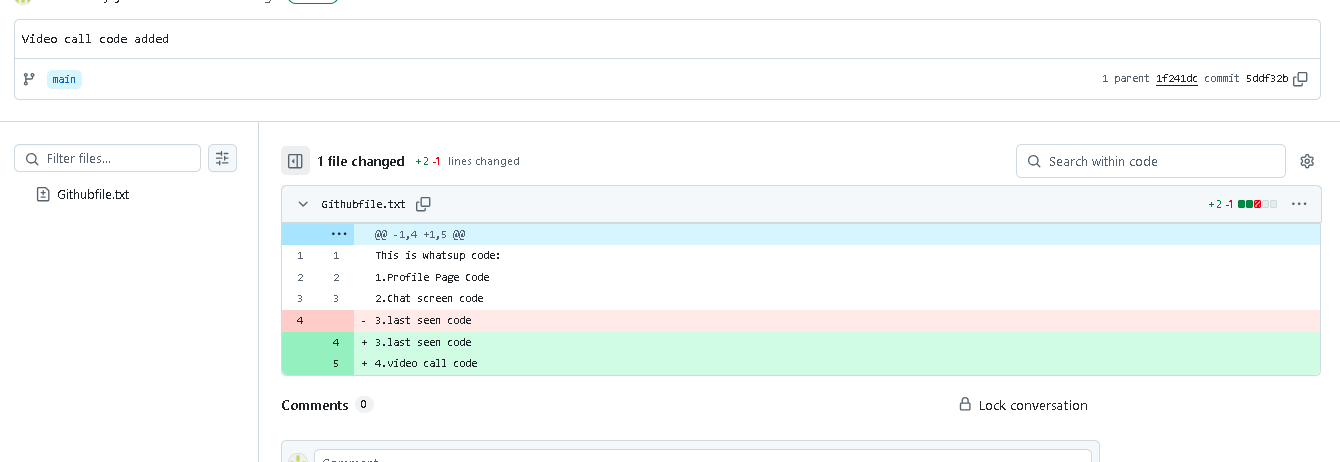 Video call code added
main
1 parent 1f241dc commit 5ddf32b
Filter files...
Githubfile.txt
1 file changed +2 -1 lines changed
Search within code
Githubfile.txt
+2 -1
@@ -1,4 +1,5 @@
1 1 This is whatsup code:
2 2 1.Profile Page Code
3 3 2.Chat screen code
4 - 3.last seen code
4 + 3.last seen code
5 + 4.video call code
Comments 0
Lock conversation